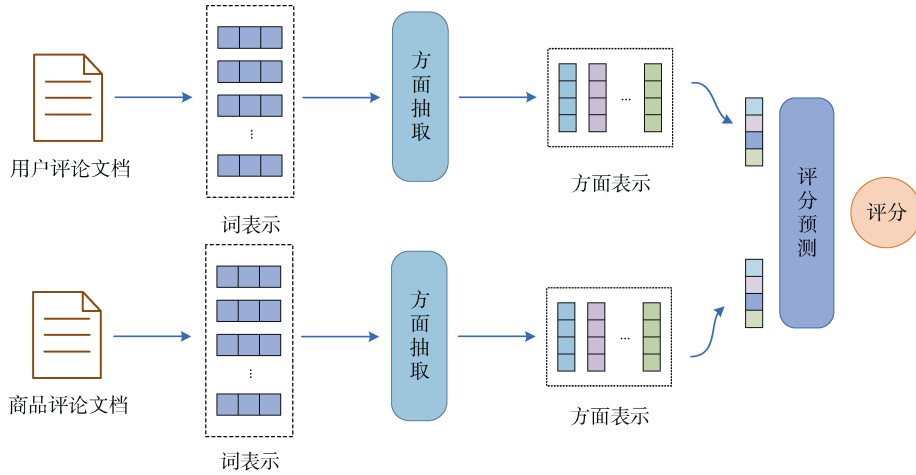 用户评论文档
⋮
词表示
方面抽取
...
方面表示
商品评论文档
⋮
词表示
方面抽取
...
方面表示
评分预测
评分